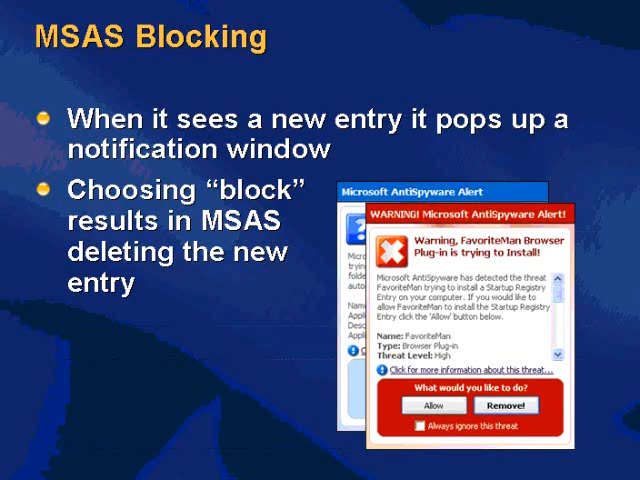 MSAS Blocking
When it sees a new entry it pops up a
notification window
Choosing “block”
results in MSAS
deleting the new
entry
Microsoft AntiSpyware Alert
WARNING! Microsoft AntiSpyware Alert!
Warning, FavoriteMan Browser
Plug-in is trying to Install!
Microsoft AntiSpyware has detected the threat
FavoriteMan trying to install a Startup Registry
Entry on your computer. If you would like to
allow FavoriteMan to install the Startup Registry
Entry click the 'Allow' button below.
Name: FavoriteMan
Type: Browser Plug-in
Threat Level: High
Click for more information about this threat...
What would you like to do?
Allow
Remove!
Always ignore this threat